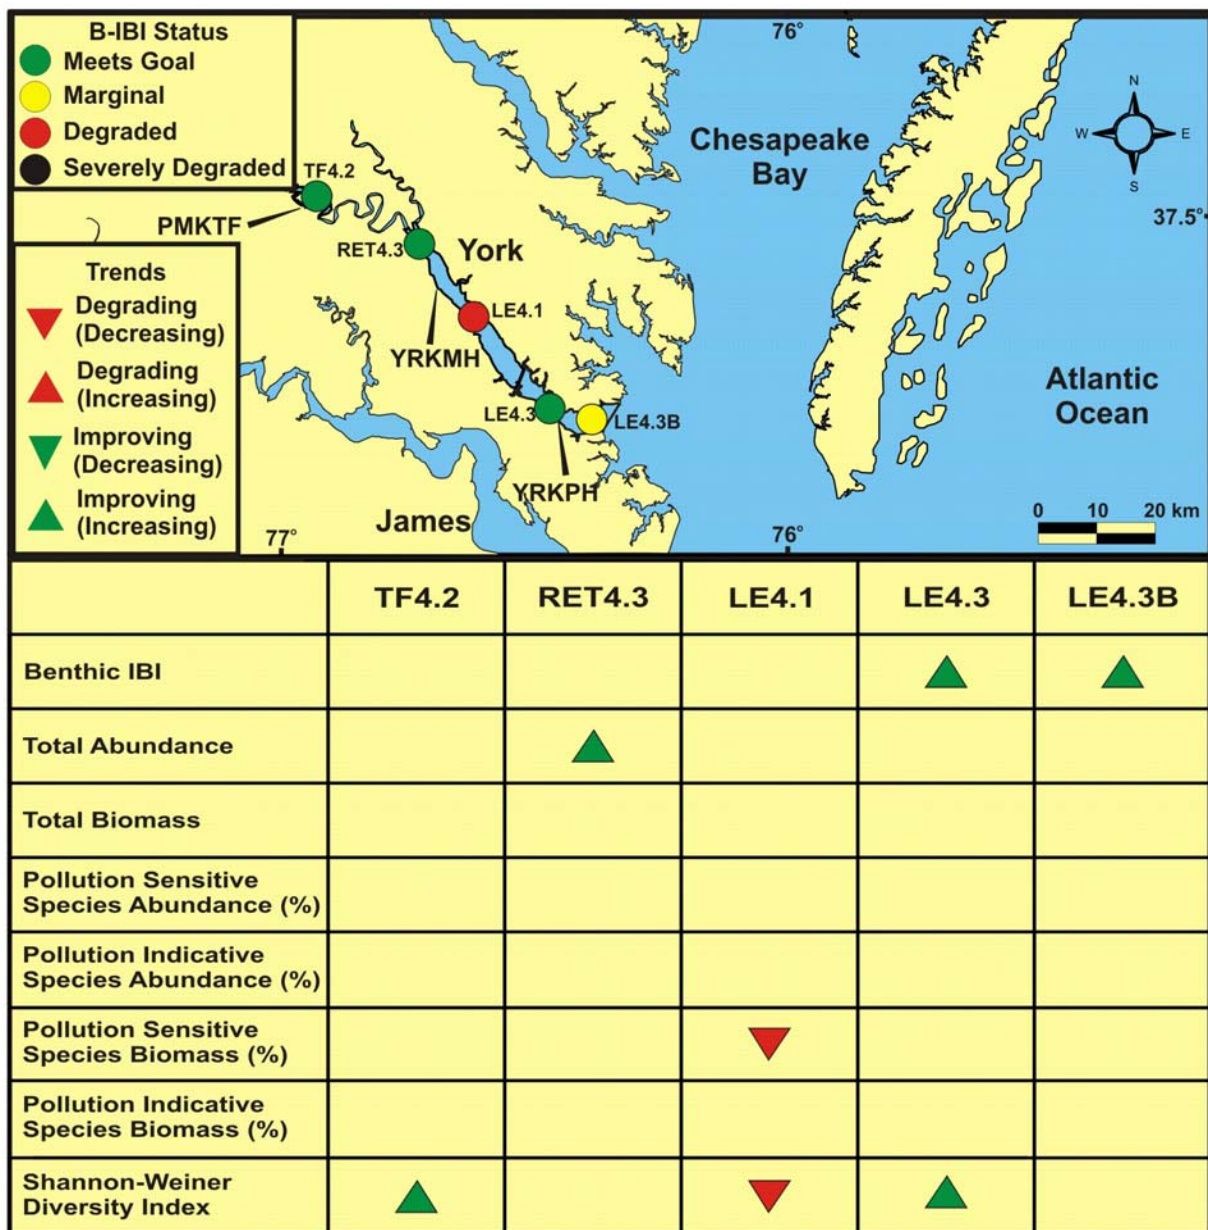 B-IBI Status
Meets Goal
Marginal
Degraded
Severely Degraded
Trends
Degrading
(Decreasing)
Degrading
(Increasing)
Improving
(Decreasing)
Improving
(Increasing)
76°
Chesapeake
Bay
N
W
E
S
37.5°
TF4.2
PMKTF
RET4.3
York
LE4.1
YRKMH
LE4.3
LE4.3B
YRKPH
James
Atlantic
Ocean
0 10 20 km
77°
76°
TF4.2 RET4.3 LE4.1 LE4.3 LE4.3B
Benthic IBI
Total Abundance
Total Biomass
Pollution Sensitive
Species Abundance (%)
Pollution Indicative
Species Abundance (%)
Pollution Sensitive
Species Biomass (%)
Pollution Indicative
Species Biomass (%)
Shannon-Weiner
Diversity Index